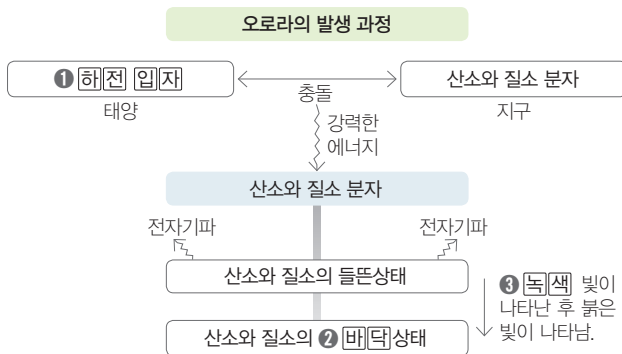 오로라의 발생 과정
❶ 하전 입자
산소와 질소 분자
태양
충돌
지구
강력한
에너지
산소와 질소 분자
전자기파
전자기파
산소와 질소의 들뜬상태
❸ 녹색 빛이
나타난 후 붉은
빛이 나타남.
산소와 질소의 ❷ 바닥상태